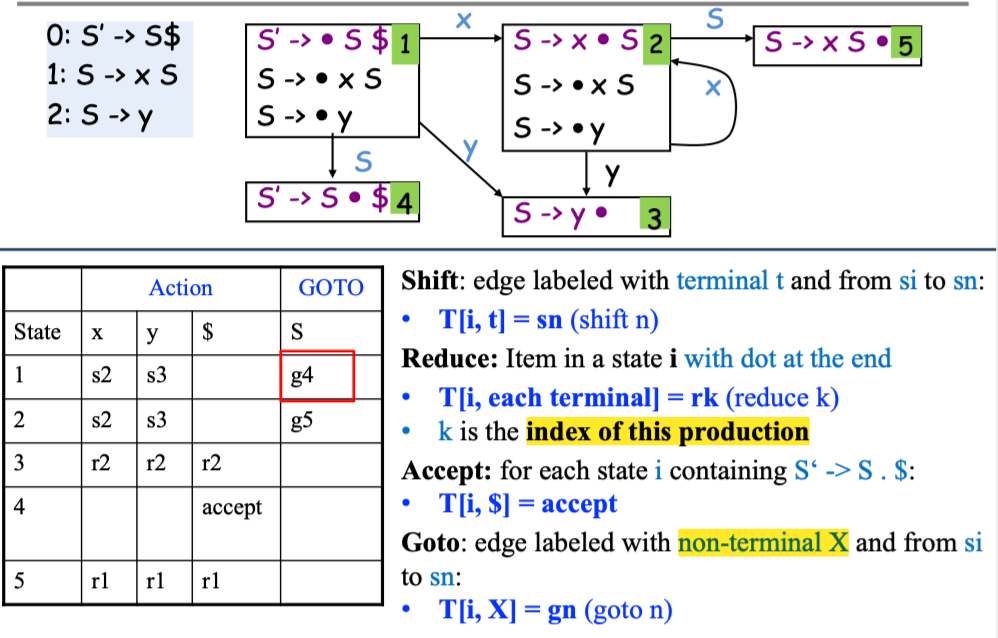 0: S' -> S$
1: S -> x S
2: S -> y
S' -> • S $ 1
S -> • x S
S -> • y
x
S -> x • S 2
S -> • x S
S -> • y
S
S -> x S • 5
x
S
y
y
S' -> S • $ 4
S -> y • 3
Action GOTO
State x y $ S
1 s2 s3 g4
2 s2 s3 g5
3 r2 r2 r2
4 accept
5 r1 r1 r1
Shift: edge labeled with terminal t and from si to sn:
• T[i, t] = sn (shift n)
Reduce: Item in a state i with dot at the end
• T[i, each terminal] = rk (reduce k)
• k is the index of this production
Accept: for each state i containing S‘ -> S . $:
• T[i, $] = accept
Goto: edge labeled with non-terminal X and from si
to sn:
• T[i, X] = gn (goto n)